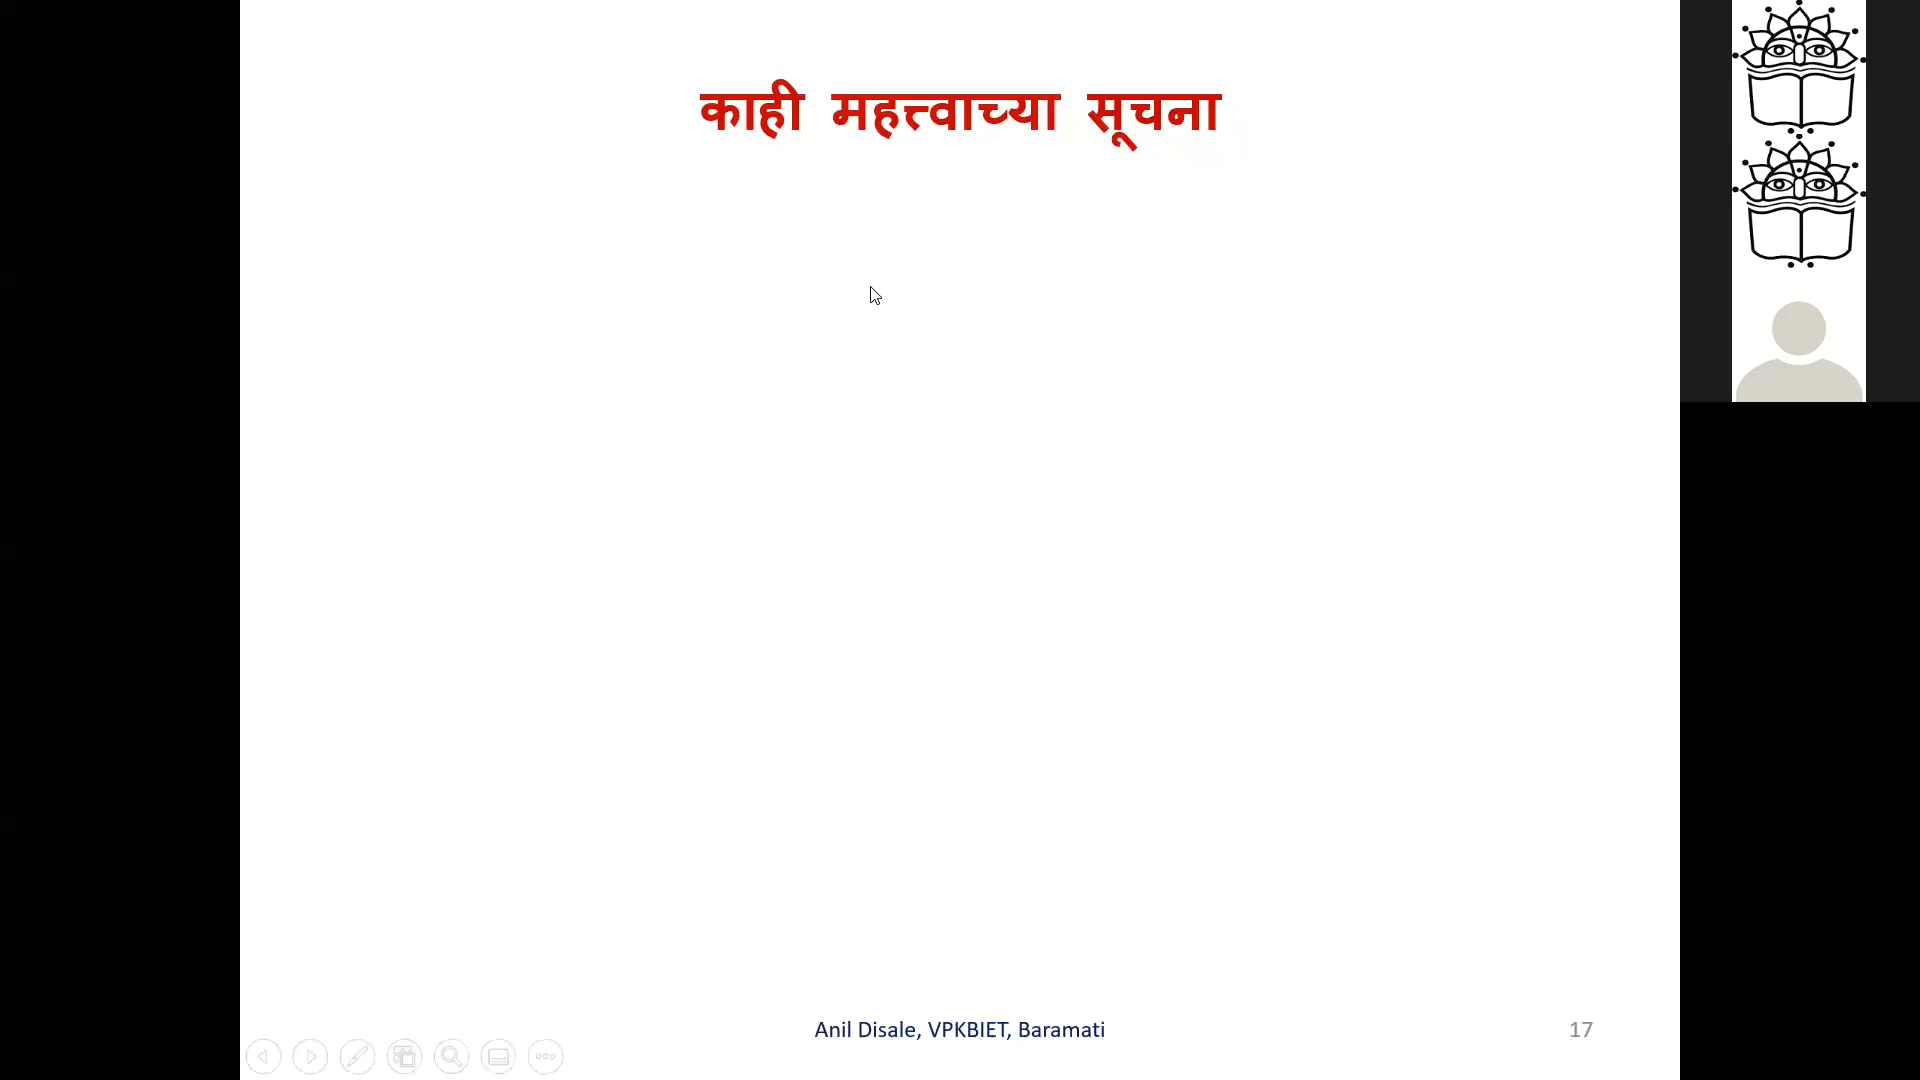 काही महत्त्वाच्या सूचना
Anil Disale, VPKBIET, Baramati
17